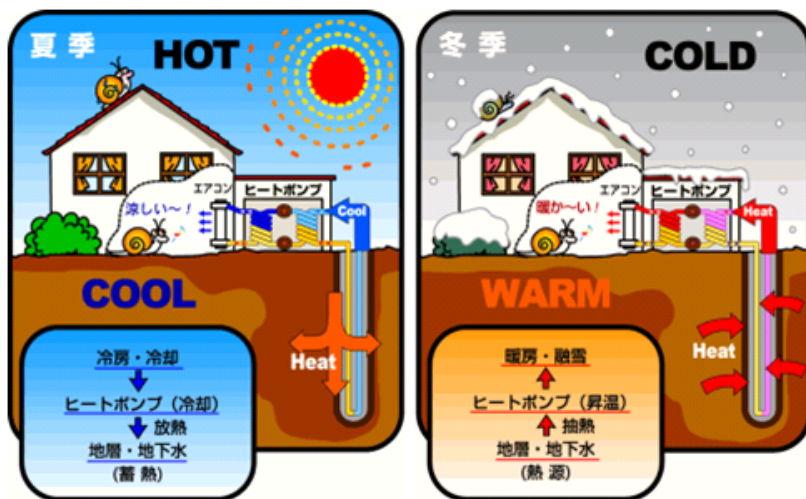 夏季
HOT
エアコン
ヒートポンプ
涼しい〜！
Cool
COOL
Heat
冷房・冷却
ヒートポンプ（冷却）
放熱
地層・地下水
(蓄熱)
冬季
COLD
エアコン
ヒートポンプ
暖か〜い！
Heat
WARM
Heat
暖房・融雪
ヒートポンプ（昇温）
抽熱
地層・地下水
(熱源)